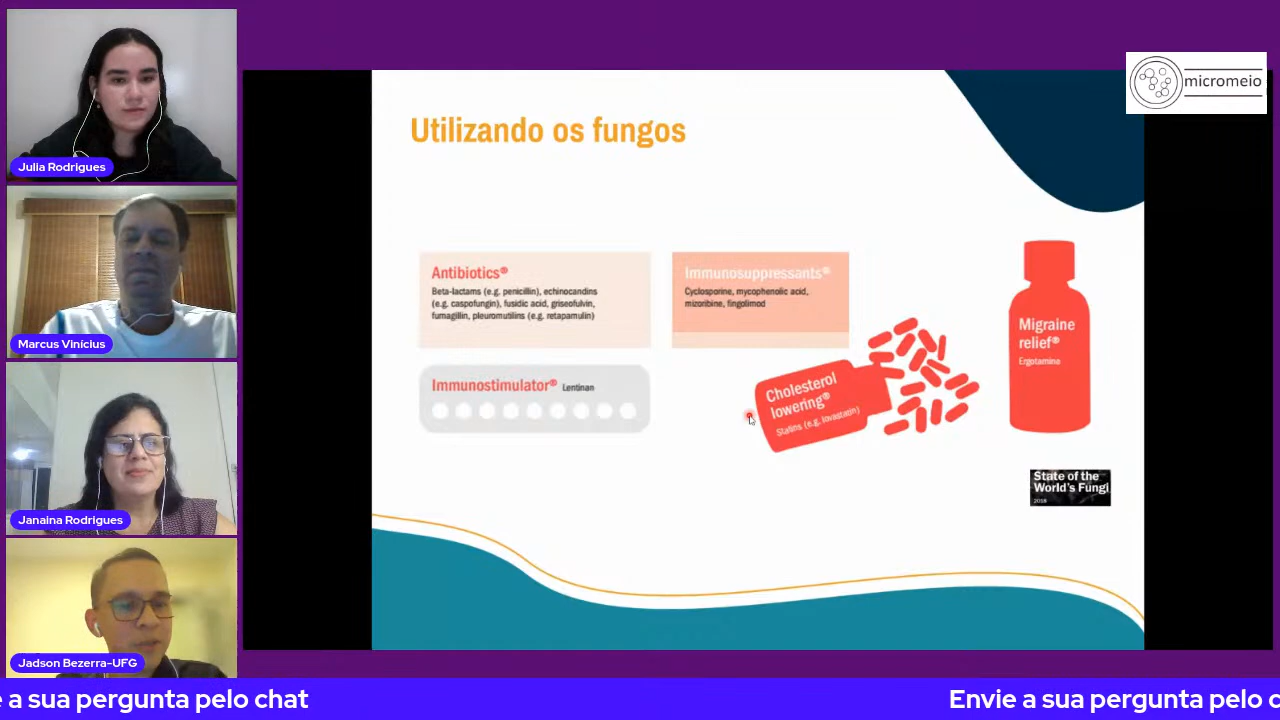 Julia Rodrigues
Marcus Vinícius
Janaina Rodrigues
Jadson Bezerra-UFG
micromeio
Utilizando os fungos
Antibiotics®
Beta-lactams (e.g. penicillin), echinocandins
(e.g. caspofungin), fusidic acid, griseofulvin,
fumagillin, pleuromutilins (e.g. retapamulin)
Immunosuppressants®
Cyclosporine, mycophenolic acid,
mizoribine, fingolimod
Immunostimulator® Lentinan
Cholesterol
lowering®
Statins (e.g. lovastatin)
Migraine
relief®
Ergotamine
State of the
World's Fungi
2018
e a sua pergunta pelo chat
Envie a sua pergunta pelo c